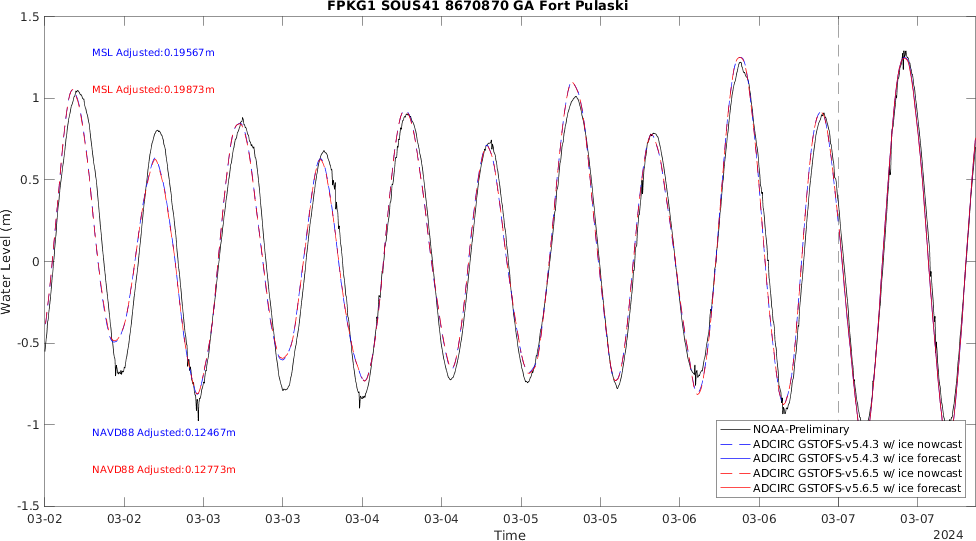 FPKG1 SOUS41 8670870 GA Fort Pulaski
1.5
MSL Adjusted:0.19567m
MSL Adjusted:0.19873m
1
0.5
0
-0.5
-1
-1.5
Water Level (m)
NAVD88 Adjusted:0.12467m
NAVD88 Adjusted:0.12773m
NOAA-Preliminary
ADCIRC GSTOFS-v5.4.3 w/ ice nowcast
ADCIRC GSTOFS-v5.4.3 w/ ice forecast
ADCIRC GSTOFS-v5.6.5 w/ ice nowcast
ADCIRC GSTOFS-v5.6.5 w/ ice forecast
03-02 03-02 03-03 03-03 03-04 03-04 03-05 03-05 03-06 03-06 03-07 03-07
Time
2024